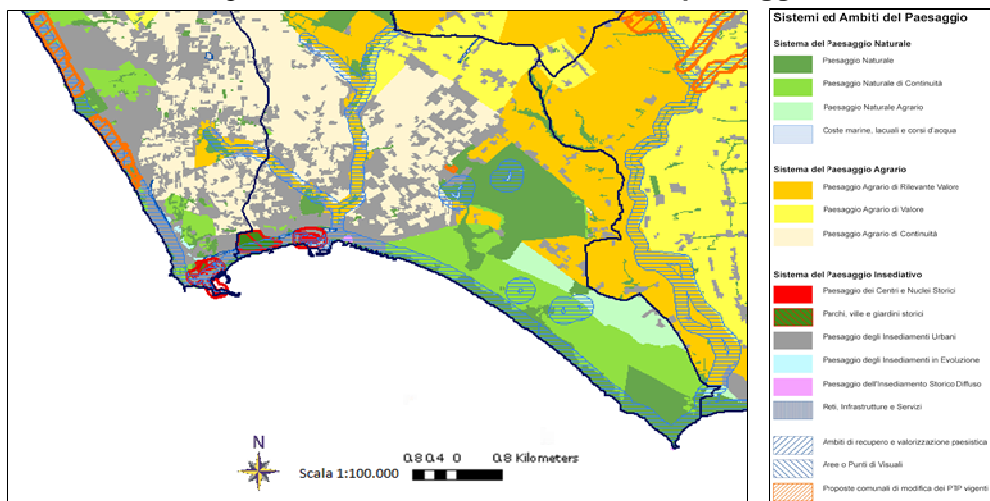 Sistemi ed Ambiti del Paesaggio
Sistema del Paesaggio Naturale
Paesaggio Naturale
Paesaggio Naturale di Continuità
Paesaggio Naturale Agrario
Coste marine, lacuali e corsi d'acqua
Sistema del Paesaggio Agrario
Paesaggio Agrario di Rilevante Valore
Paesaggio Agrario di Valore
Paesaggio Agrario di Continuità
Sistema del Paesaggio Insediativo
Paesaggio dei Centri e Nuclei Storici
Parchi, ville e giardini storici
Paesaggio degli Insediamenti Urbani
Paesaggio degli Insediamenti in Evoluzione
Paesaggio dell'Insediamento Storico Diffuso
Reti, Infrastrutture e Servizi
Ambiti di recupero e valorizzazione paesistica
Aree o Punti di Visuali
Proposte comunali di modifica dei PTP vigenti
N
Scala 1:100.000
0.8 0.4 0 0.8 Kilometers